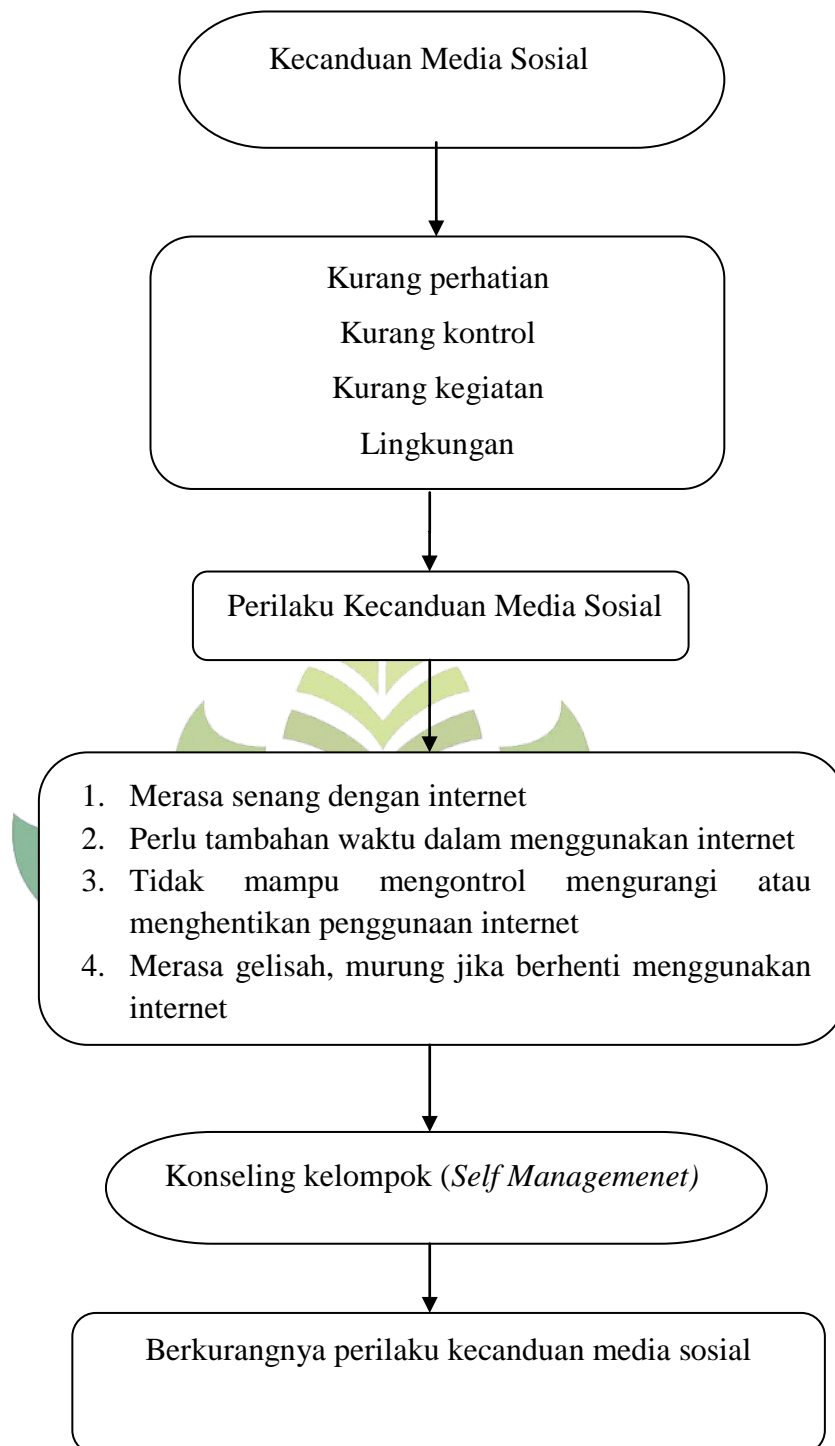 Kecanduan Media Sosial
Kurang perhatian
Kurang kontrol
Kurang kegiatan
Lingkungan
Perilaku Kecanduan Media Sosial
1. Merasa senang dengan internet
2. Perlu tambahan waktu dalam menggunakan internet
3. Tidak mampu mengontrol mengurangi atau
menghentikan penggunaan internet
4. Merasa gelisah, murung jika berhenti menggunakan
internet
Konseling kelompok (Self Managemenet)
Berkurangnya perilaku kecanduan media sosial